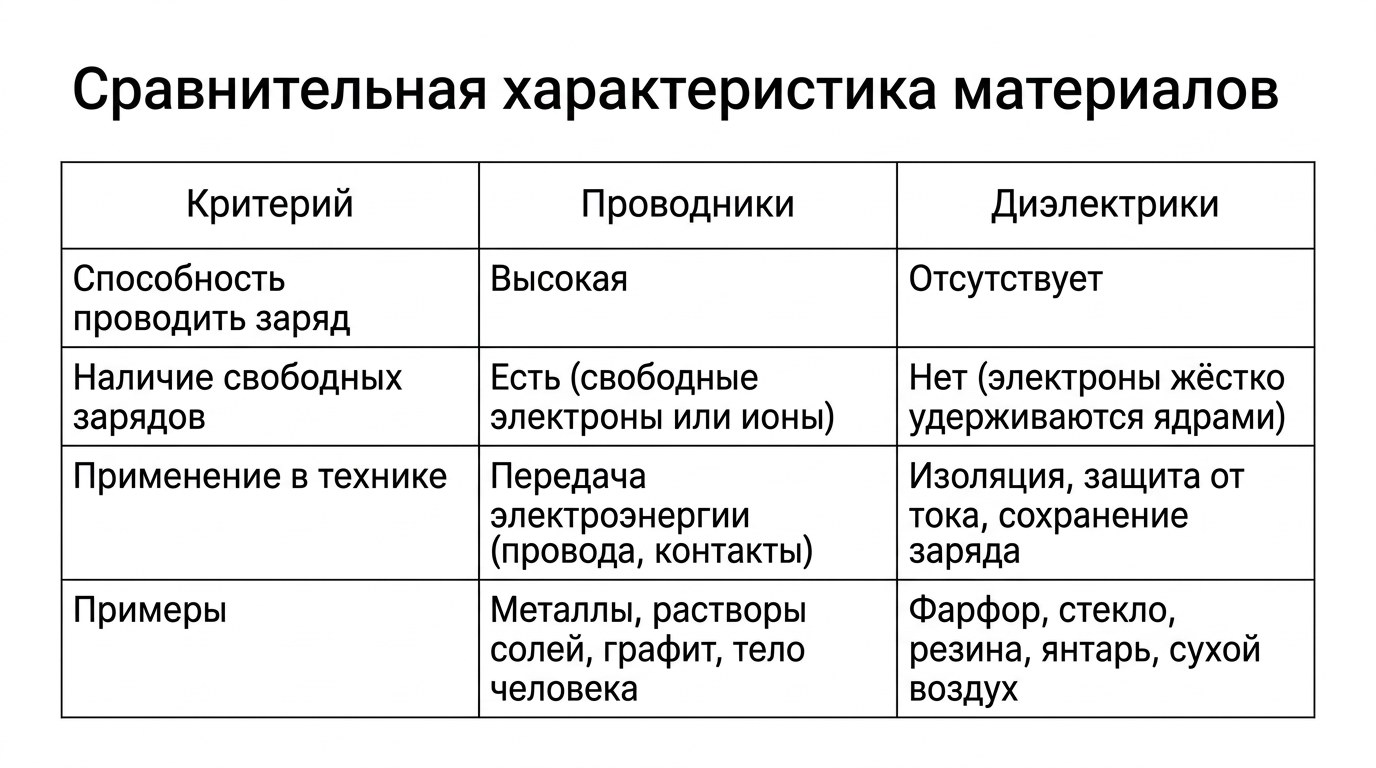 Сравнительная характеристика материалов
Критерий
Проводники
Диэлектрики
Способность
проводить заряд
Высокая
Отсутствует
Наличие свободных
зарядов
Есть (свободные
электроны или ионы)
Нет (электроны жёстко
удерживаются ядрами)
Применение в технике
Передача
электроэнергии
(провода, контакты)
Изоляция, защита от
тока, сохранение
заряда
Примеры
Металлы, растворы
солей, графит, тело
человека
Фарфор, стекло,
резина, янтарь, сухой
воздух